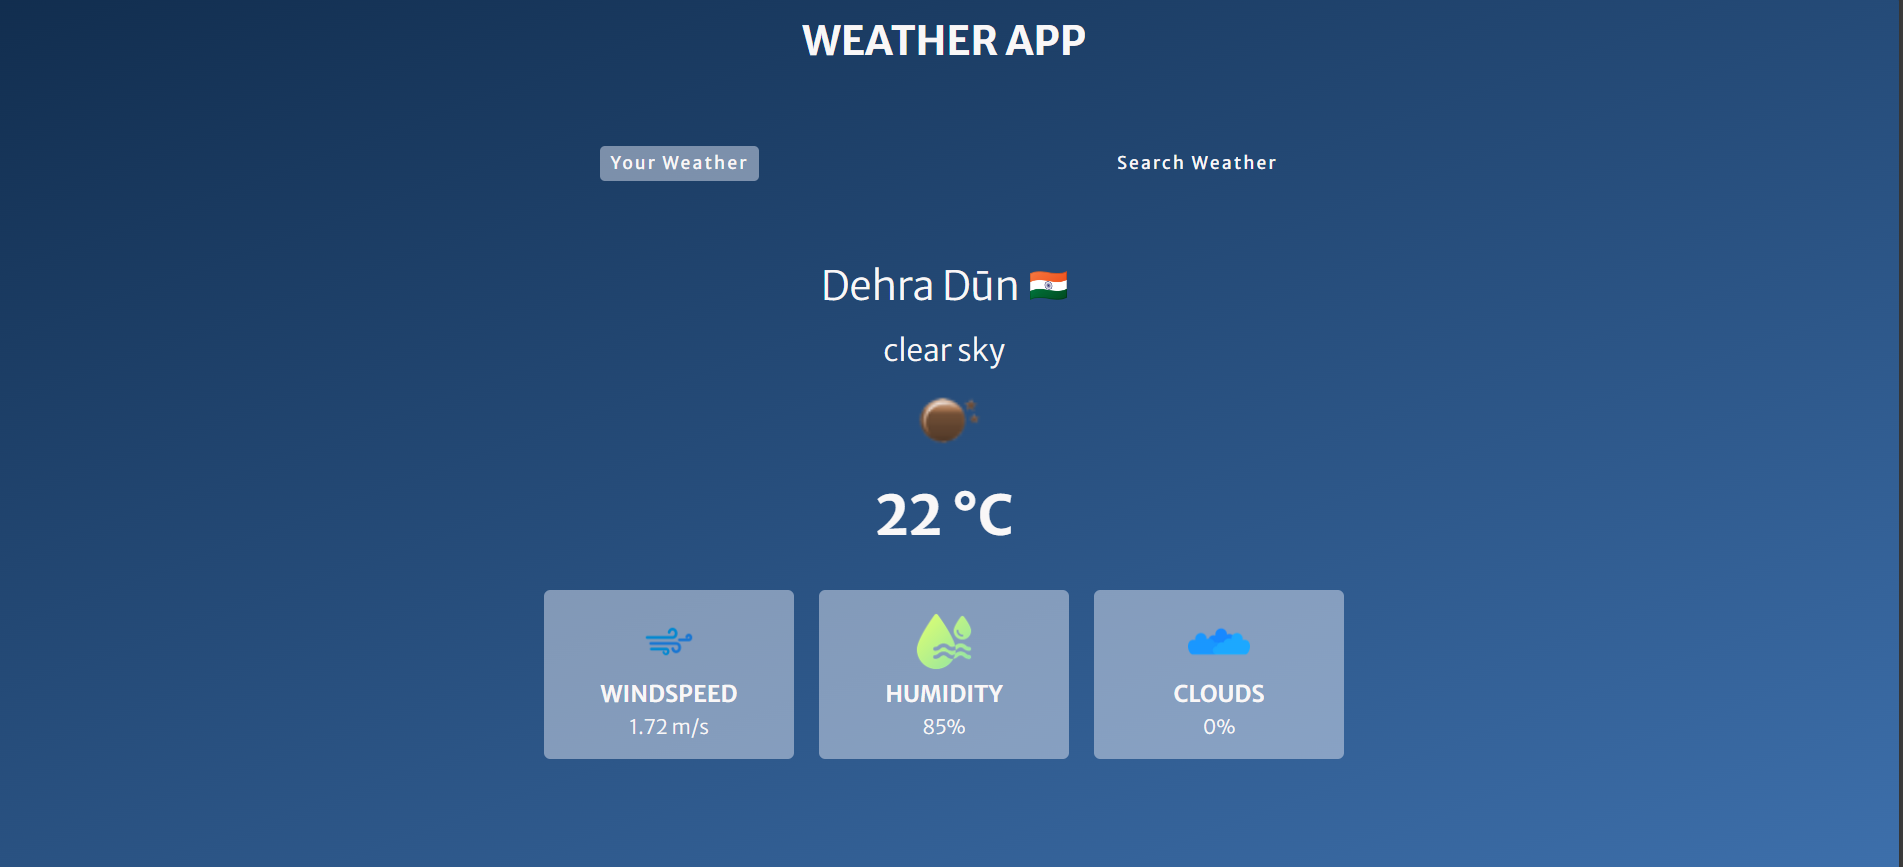 WEATHER APP
Your Weather
Search Weather
Dehra Dūn
clear sky
22 °C
WINDSPEED
1.72 m/s
HUMIDITY
85%
CLOUDS
0%